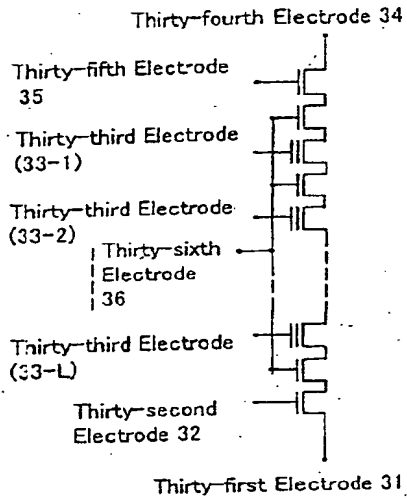 Thirty-fourth Electrode 34
Thirty-fifth Electrode
35
Thirty-third Electrode
(33-1)
Thirty-third Electrode
(33-2)
Thirty-sixth
Electrode
36
Thirty-third Electrode
(33-L)
Thirty-second
Electrode 32
Thirty-first Electrode 31